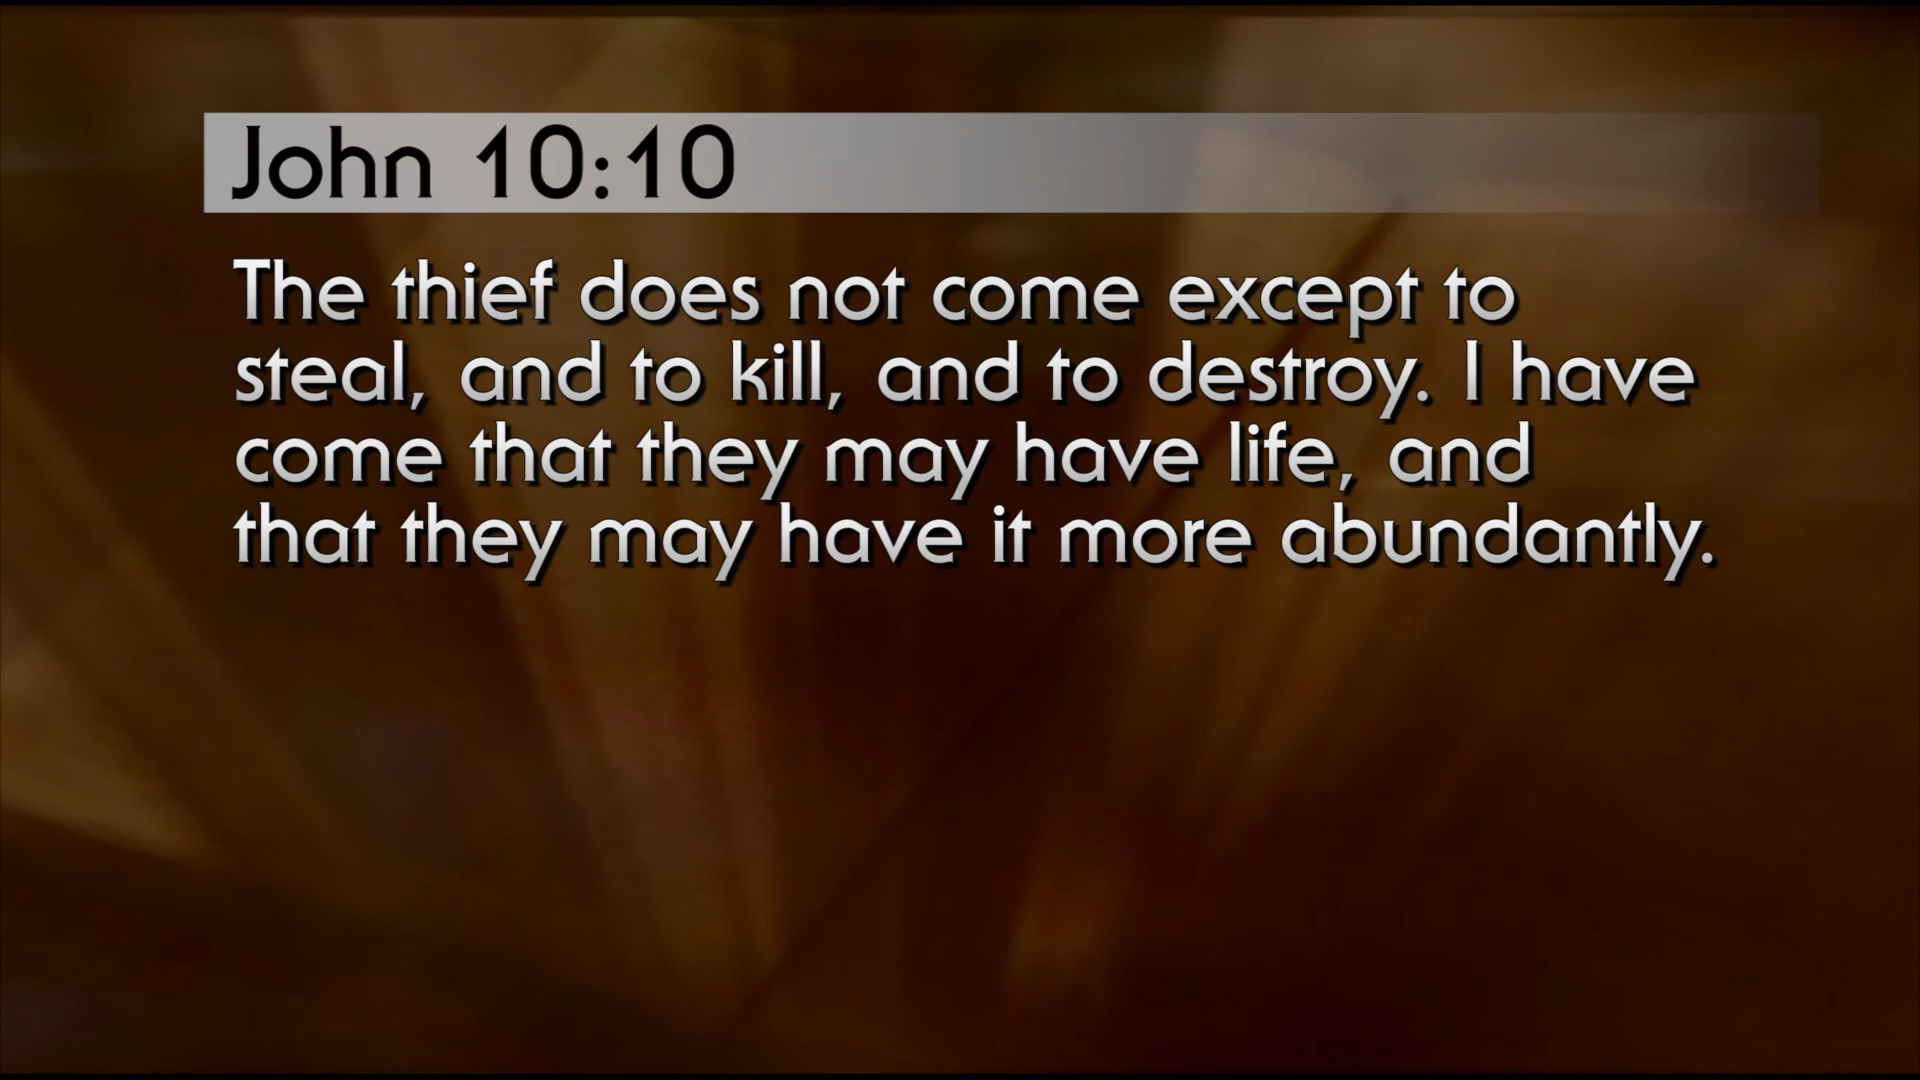 John 10:10
The thief does not come except to
steal, and to kill, and to destroy. I have
come that they may have life, and
that they may have it more abundantly.